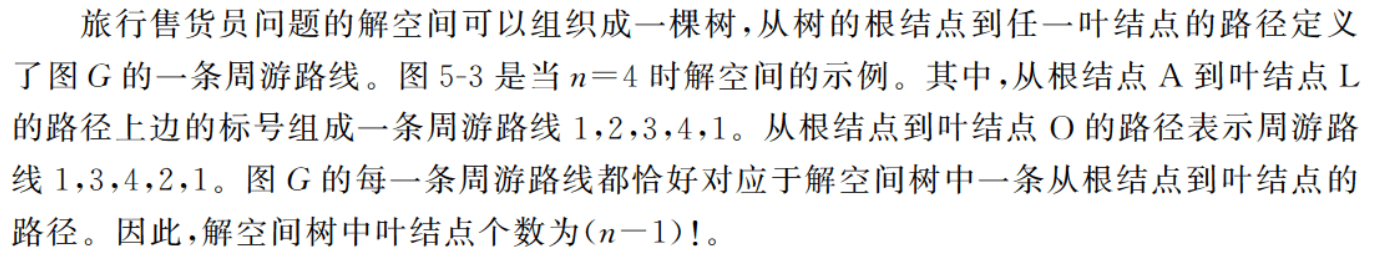 旅行售货员问题的解空间可以组织成一棵树,从树的根结点到任一叶结点的路径定义
了图 G 的一条周游路线。图 5-3 是当 n=4 时解空间的示例。其中,从根结点 A 到叶结点 L
的路径上边的标号组成一条周游路线 1,2,3,4,1。从根结点到叶结点 O 的路径表示周游路
线 1,3,4,2,1。图 G 的每一条周游路线都恰好对应于解空间树中一条从根结点到叶结点的
路径。因此,解空间树中叶结点个数为(n-1)!。